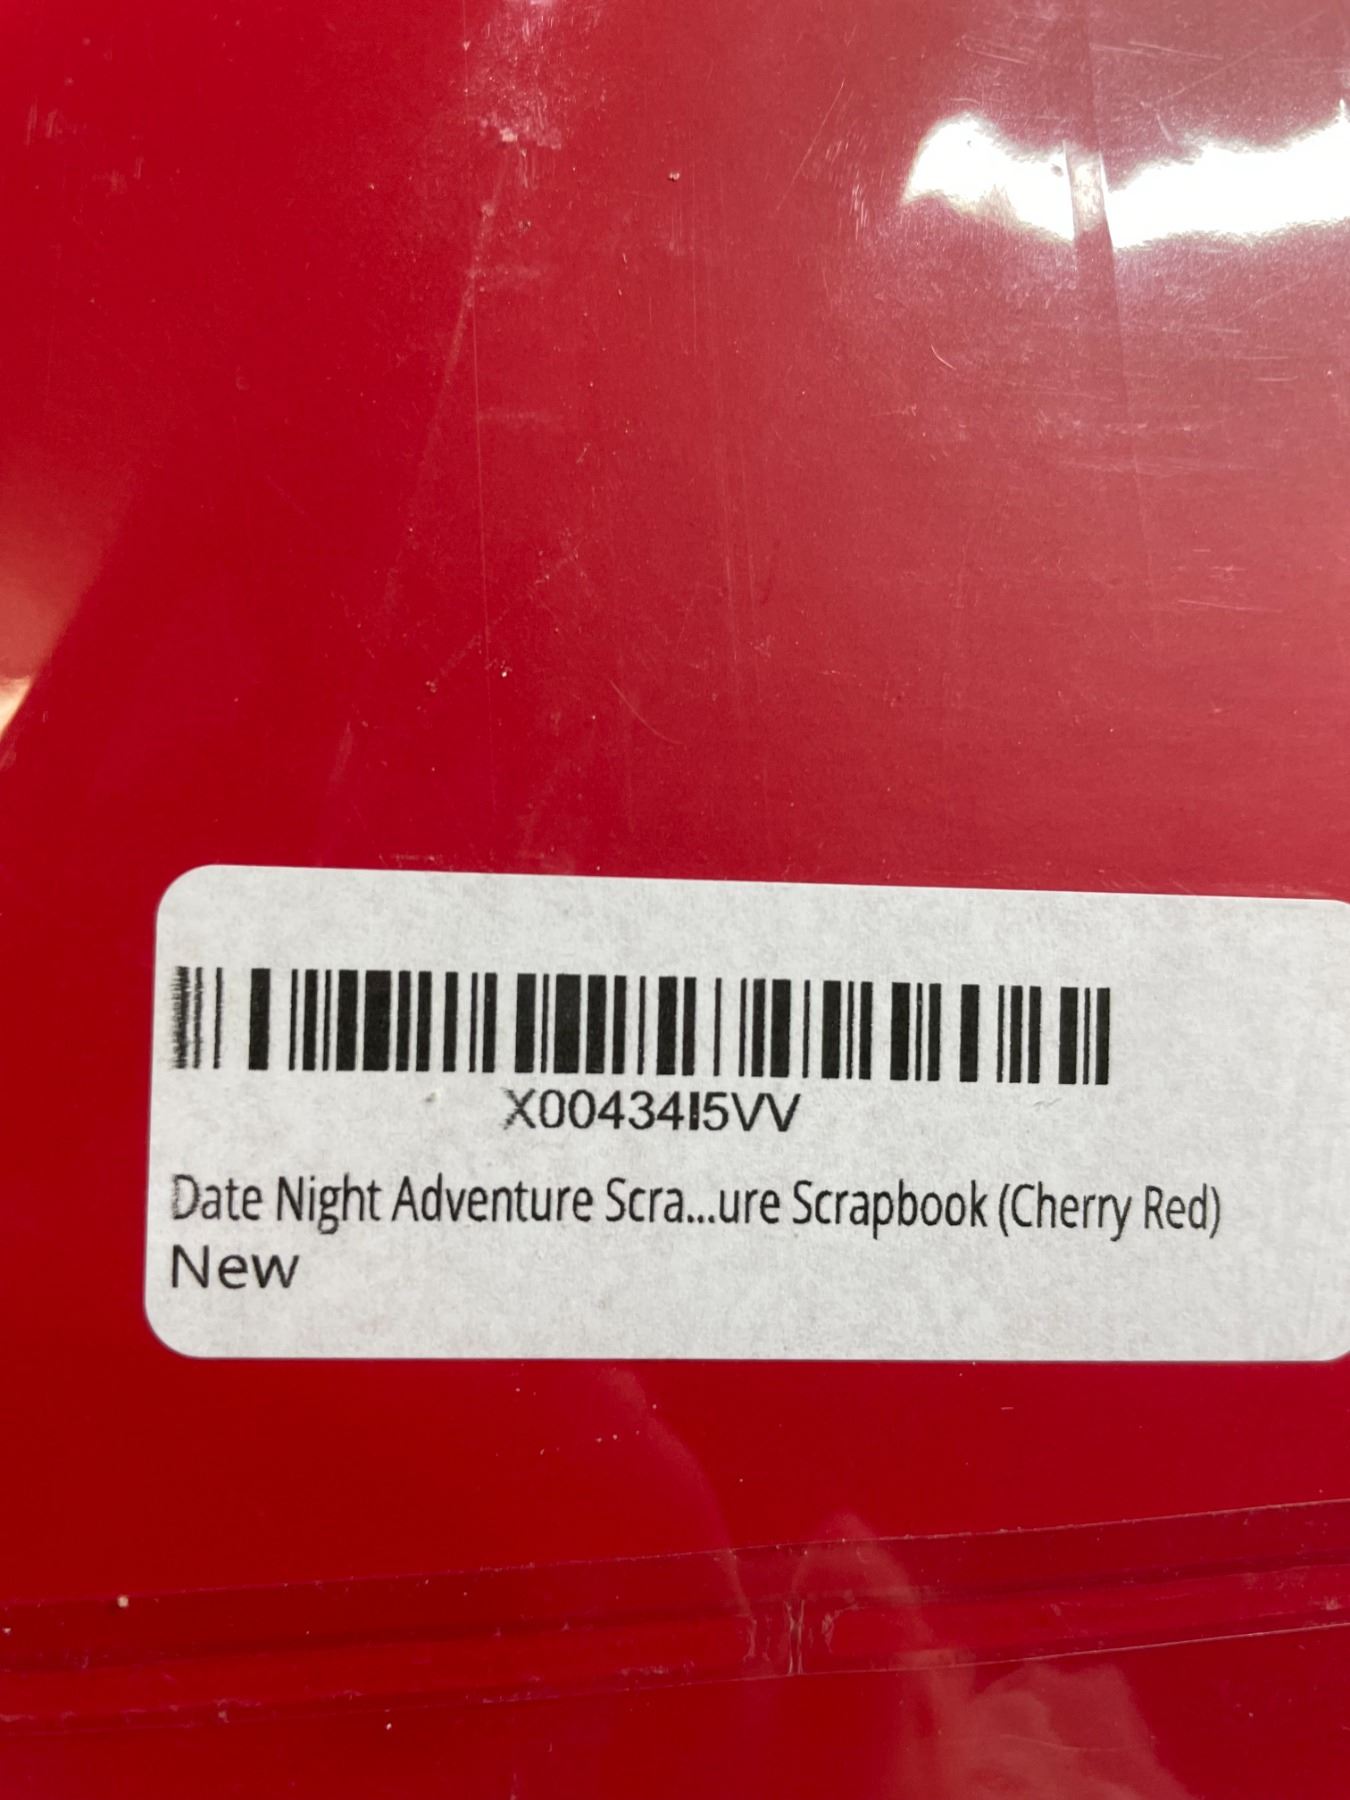 X00434I5VV
Date Night Adventure Scra...ure Scrapbook (Cherry Red)
New